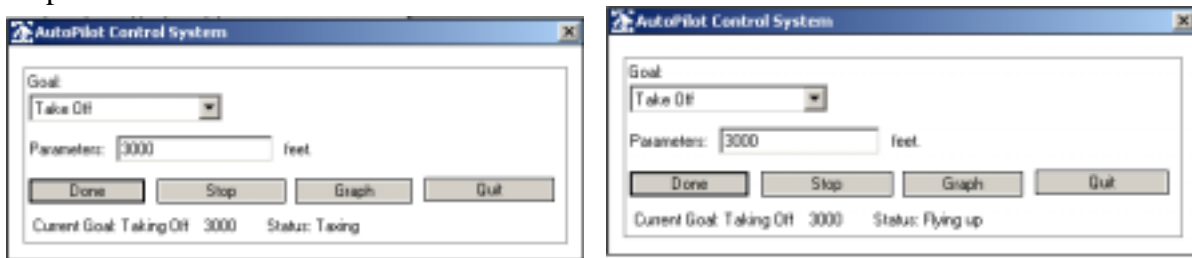 AutoPilot Control System
Goal:
Take Off
Parameters: 3000 feet.
Done Stop Graph Quit
Current Goal: Taking Off 3000 Status: Taxing
AutoPilot Control System
Goal:
Take Off
Parameters: 3000 feet.
Done Stop Graph Quit
Current Goal: Taking Off 3000 Status: Flying up